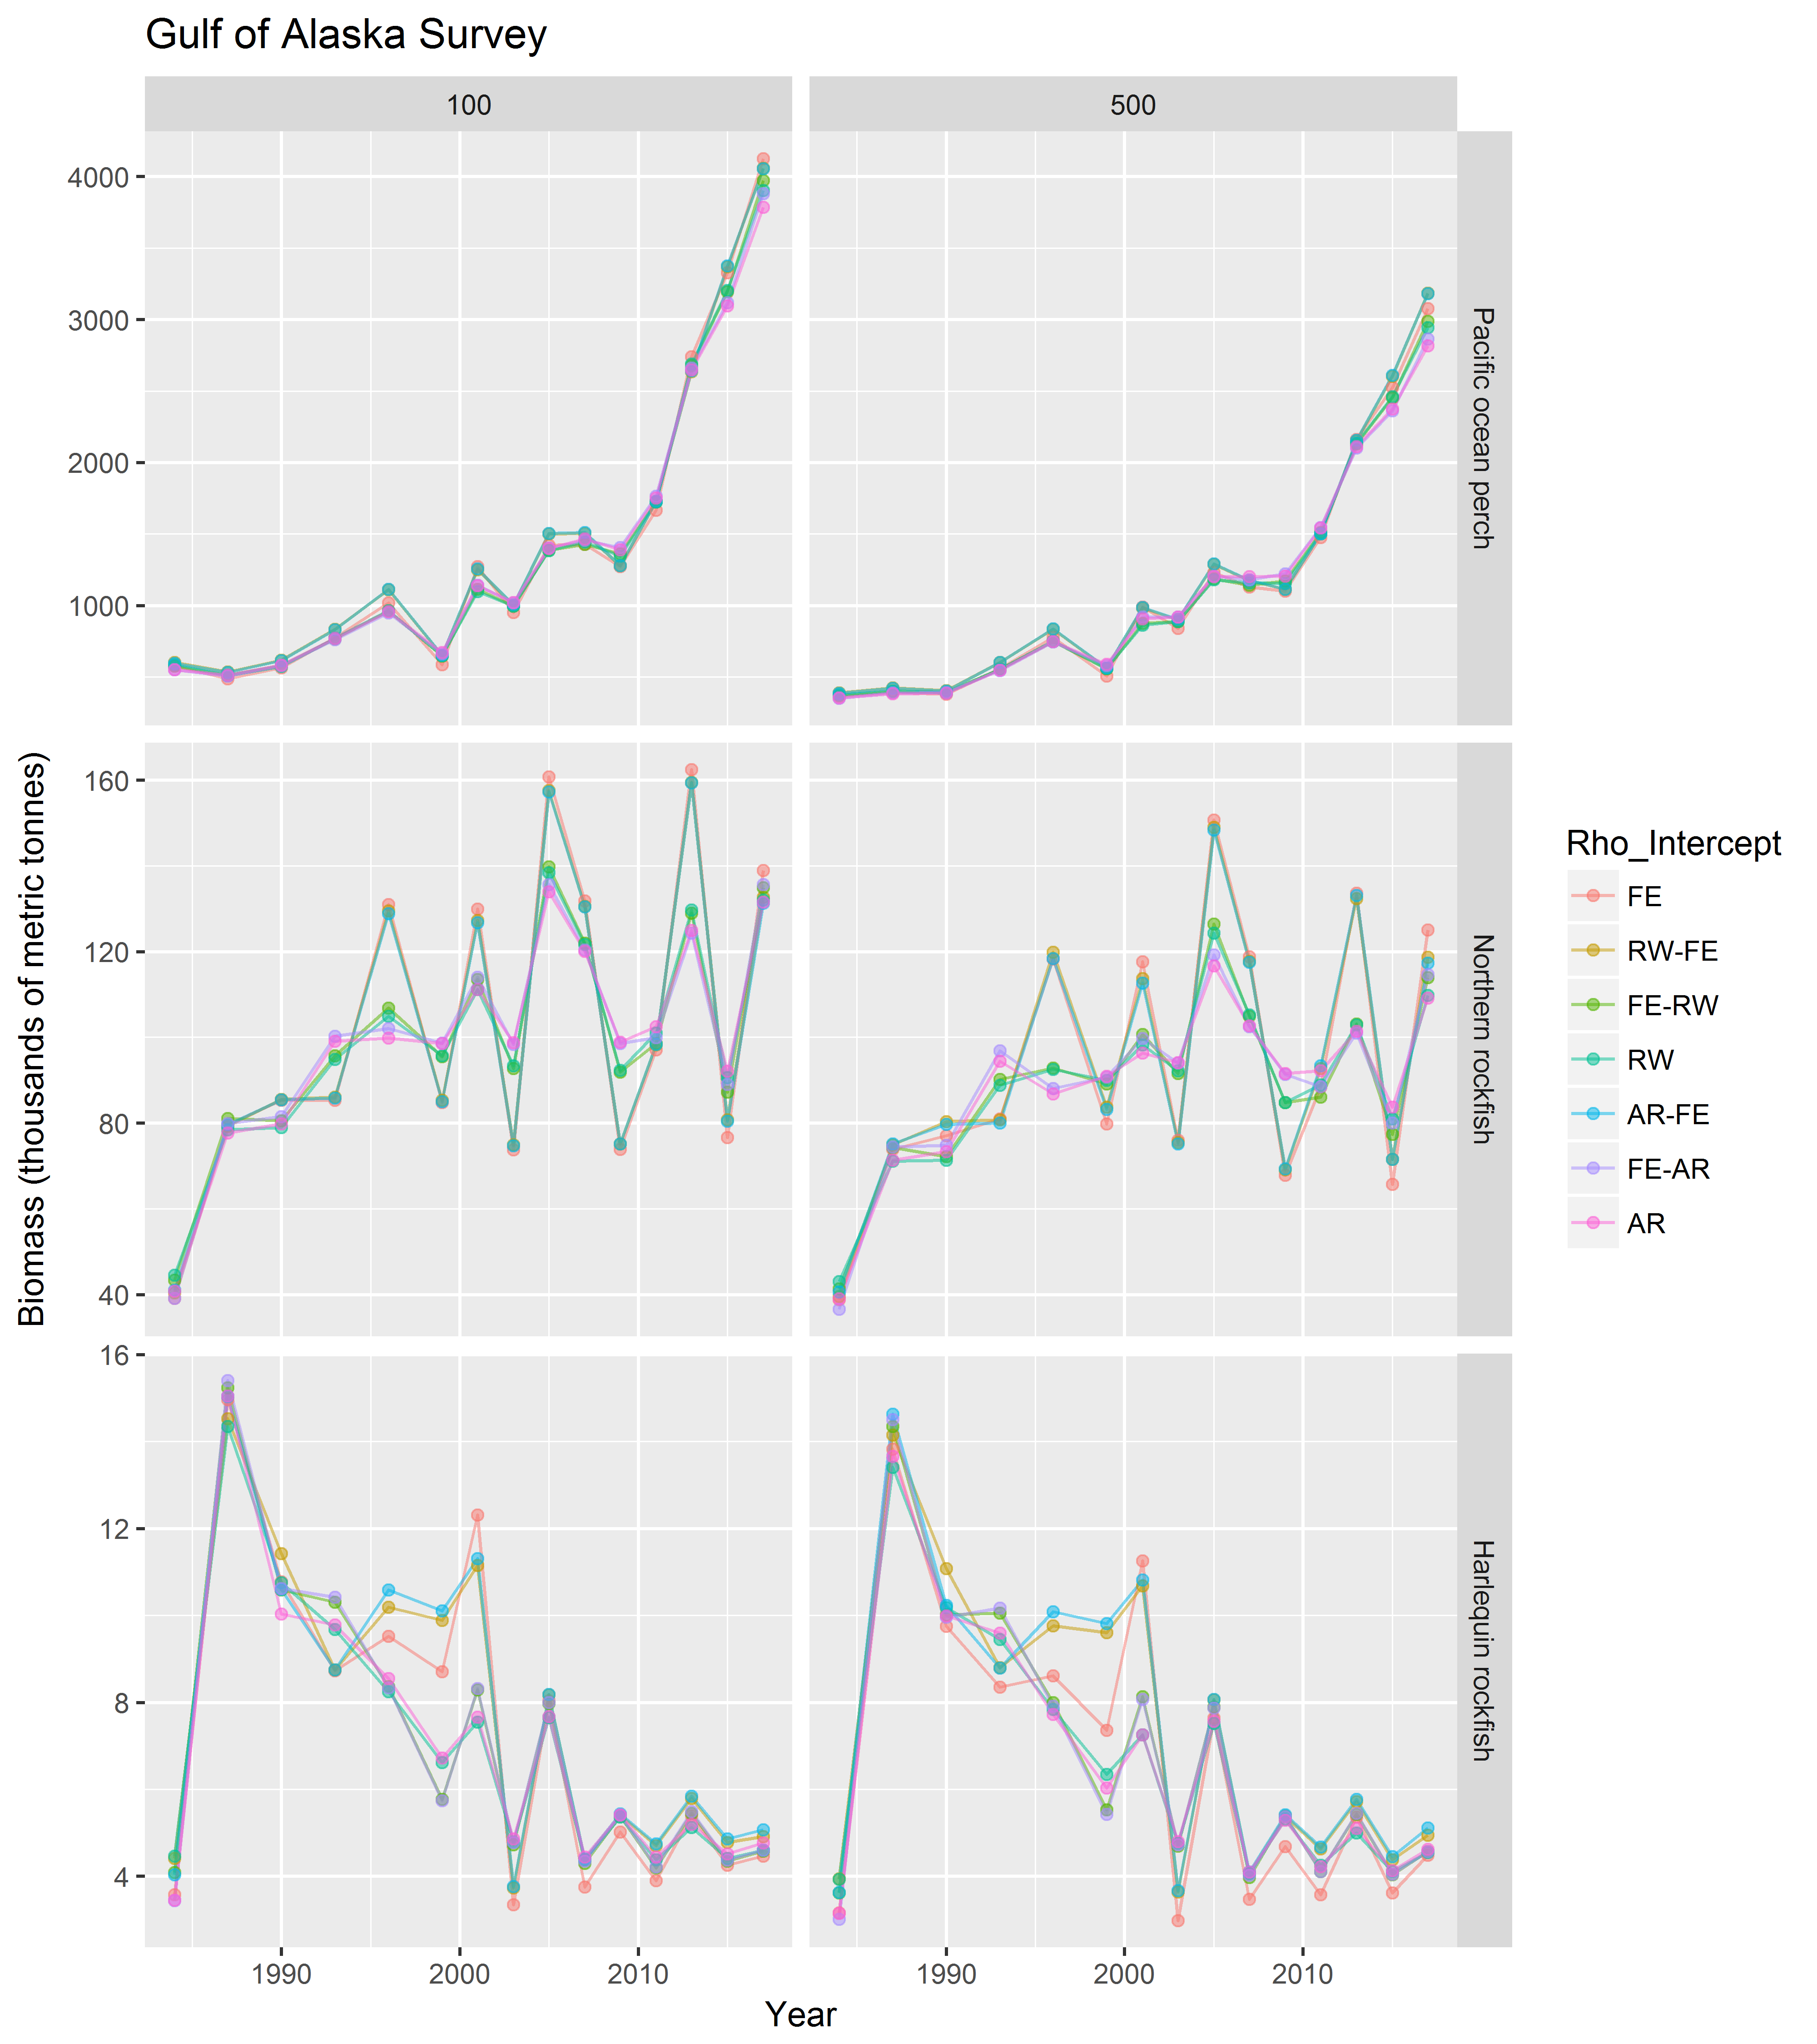 Gulf of Alaska Survey
100
500
4000
3000
2000
1000
Pacific ocean perch
160
120
80
40
Northern rockfish
16
12
8
4
Harlequin rockfish
1990
2000
2010
1990
2000
2010
Year
Biomass (thousands of metric tonnes)
Rho_Intercept
FE
RW-FE
FE-RW
RW
AR-FE
FE-AR
AR